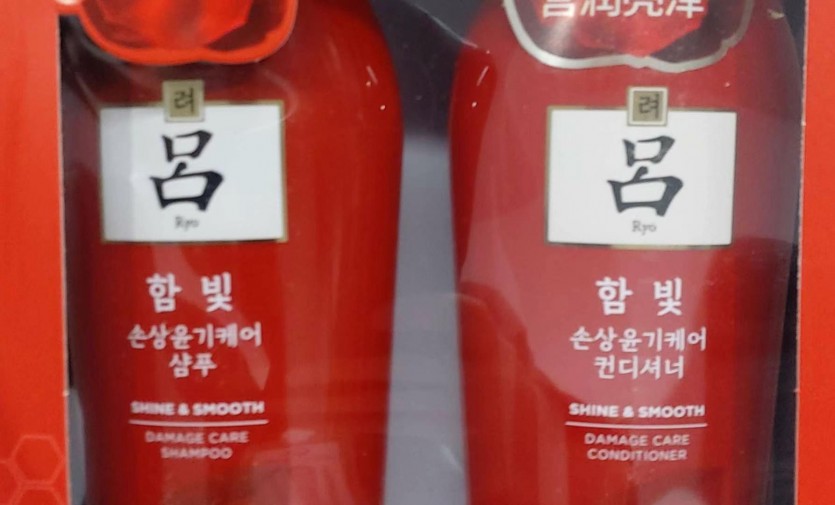 려
呂
Ryo
함 빛
손상윤기케어
샴푸
SHINE & SMOOTH
DAMAGE CARE
SHAMPOO
려
呂
Ryo
함 빛
손상윤기케어
컨디셔너
SHINE & SMOOTH
DAMAGE CARE
CONDITIONER